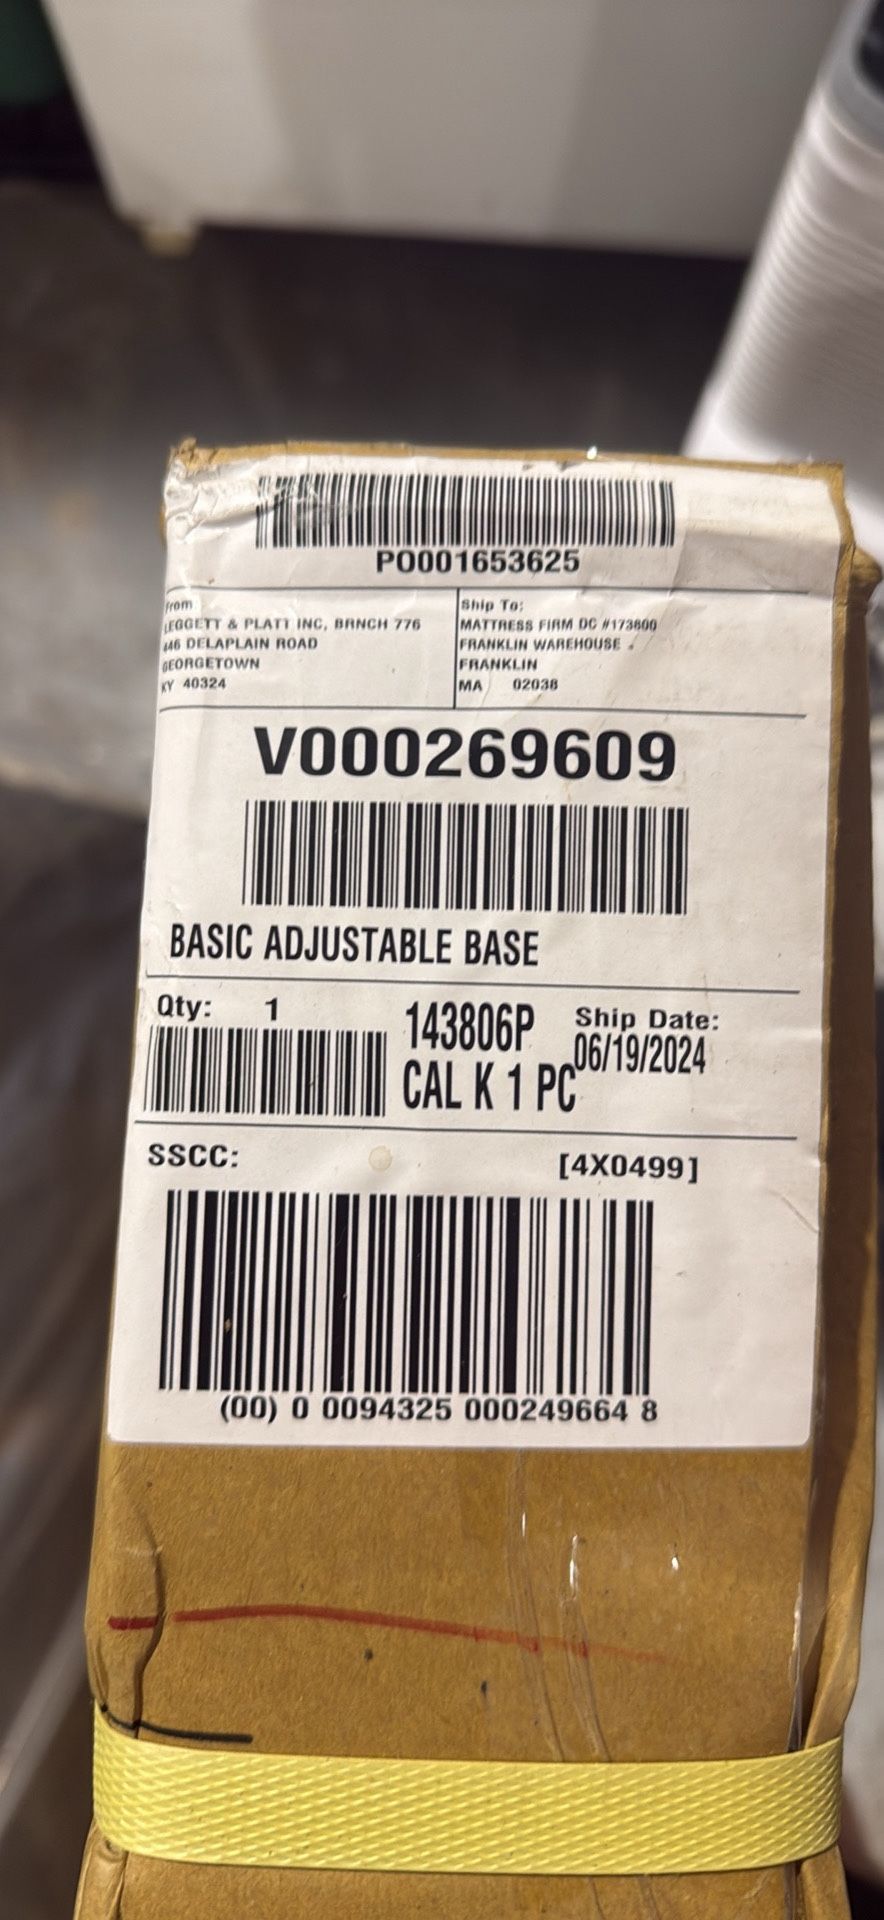 PO001653625
From
LEGGETT & PLATT INC, BRNCH 776
446 DELAPLAIN ROAD
GEORGETOWN
KY 40324
Ship To:
MATTRESS FIRM DC #173800
FRANKLIN WAREHOUSE
FRANKLIN
MA 02038
V000269609
BASIC ADJUSTABLE BASE
Qty: 1
143806P
CAL K 1 PC
Ship Date:
06/19/2024
SSCC:
[4X0499]
(00) 0 0094325 000249664 8